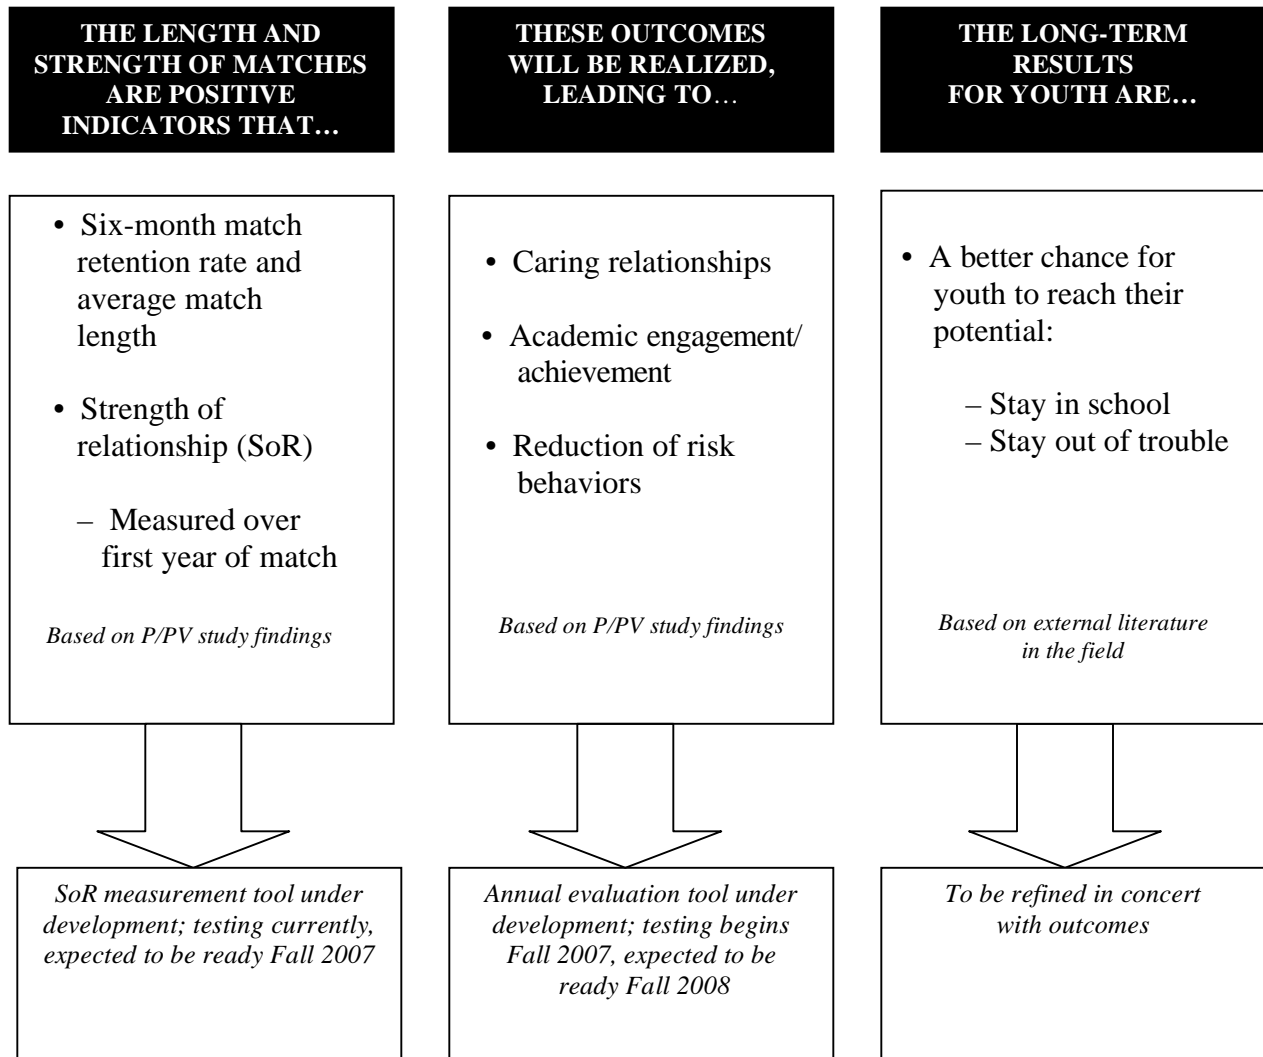 THE LENGTH AND
STRENGTH OF MATCHES
ARE POSITIVE
INDICATORS THAT…
• Six-month match
retention rate and
average match
length
• Strength of
relationship (SoR)
– Measured over
first year of match
Based on P/PV study findings
SoR measurement tool under
development; testing currently,
expected to be ready Fall 2007
THESE OUTCOMES
WILL BE REALIZED,
LEADING TO…
• Caring relationships
• Academic engagement/
achievement
• Reduction of risk
behaviors
Based on P/PV study findings
Annual evaluation tool under
development; testing begins
Fall 2007, expected to be
ready Fall 2008
THE LONG-TERM
RESULTS
FOR YOUTH ARE…
• A better chance for
youth to reach their
potential:
– Stay in school
– Stay out of trouble
Based on external literature
in the field
To be refined in concert
with outcomes